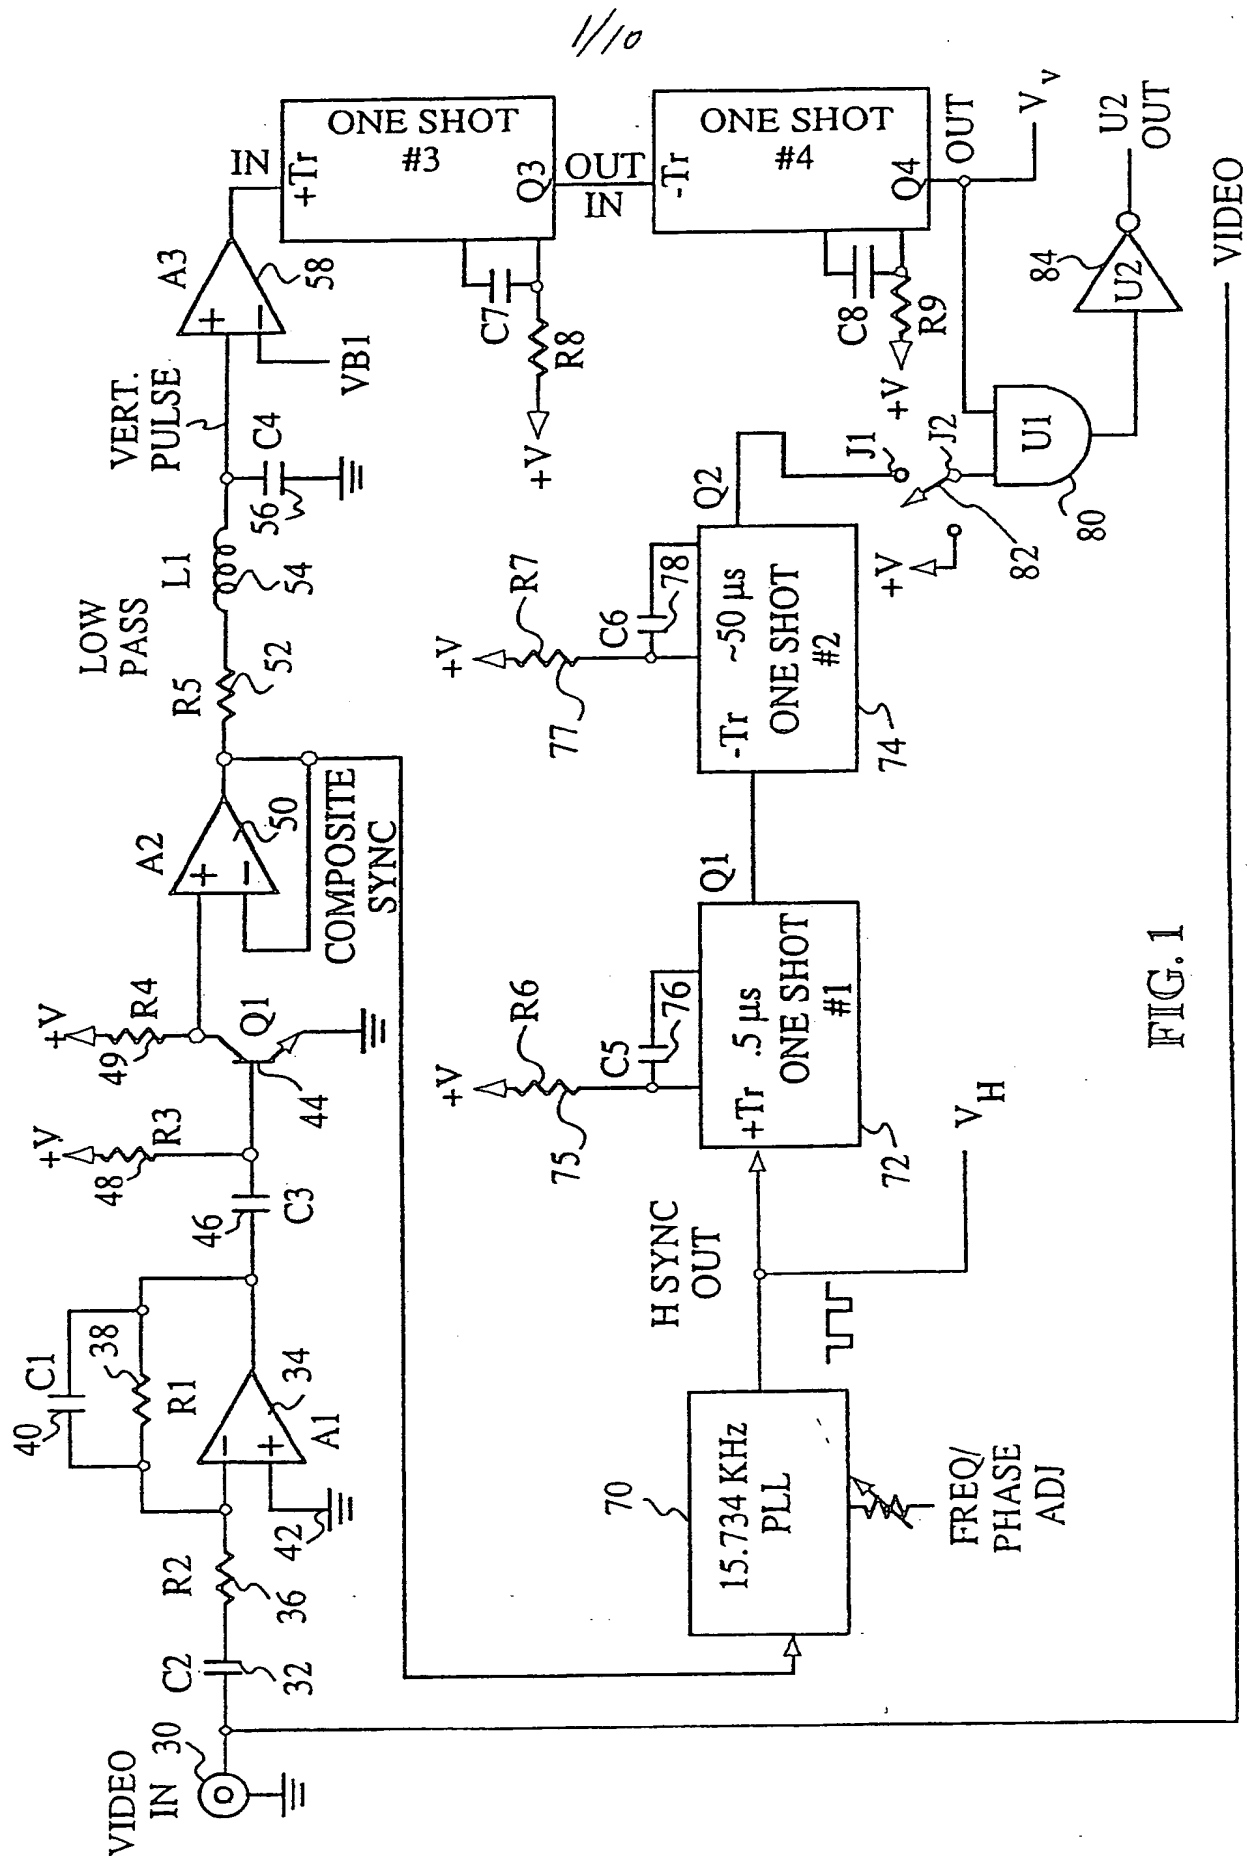 1/10
VIDEO
IN
30
C2
32
R2
36
40
C1
38
R1
-
+
34
A1
42
46
C3
+V
48
R3
+V
49
R4
Q1
44
A2
+
-
50
COMPOSITE
SYNC
LOW
PASS
R5
52
L1
54
VERT.
PULSE
C4
56
A3
+
-
58
VB1
IN
+Tr
ONE SHOT
#3
Q3
C7
R8
+V
OUT
IN
-Tr
ONE SHOT
#4
Q4
C8
R9
+V
OUT
VV
70
15.734 KHz
PLL
FREQ/
PHASE
ADJ
H SYNC
OUT
VH
+V
R6
75
C5
76
+Tr .5 µs
ONE SHOT
#1
72
Q1
+V
R7
77
C6
78
-Tr ~50 µs
ONE SHOT
#2
74
Q2
J1
J2
+V
82
U1
80
84
U2
U2
OUT
VIDEO
FIG. 1